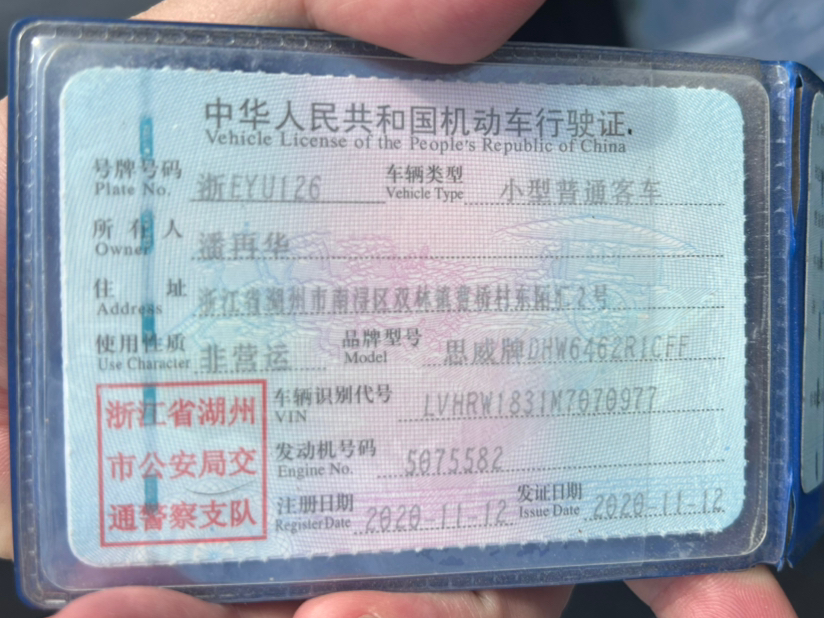 中华人民共和国机动车行驶证
Vehicle License of the People's Republic of China
号牌号码 浙EYU126 车辆类型 小型普通客车
Plate No. Vehicle Type
所有人 潘再华
Owner
住址 浙江省湖州市南浔区双林镇 桥村东阳汇2号
Address
使用性质 非营运 品牌型号 思威牌DHW6462R1CFF
Use Character Model
浙江省湖州
市公安局交
通警察支队
车辆识别代号 LVHRW1831M7070977
VIN
发动机号码 5075582
Engine No.
注册日期 2020-11-12 发证日期 2020-11-12
Register Date Issue Date